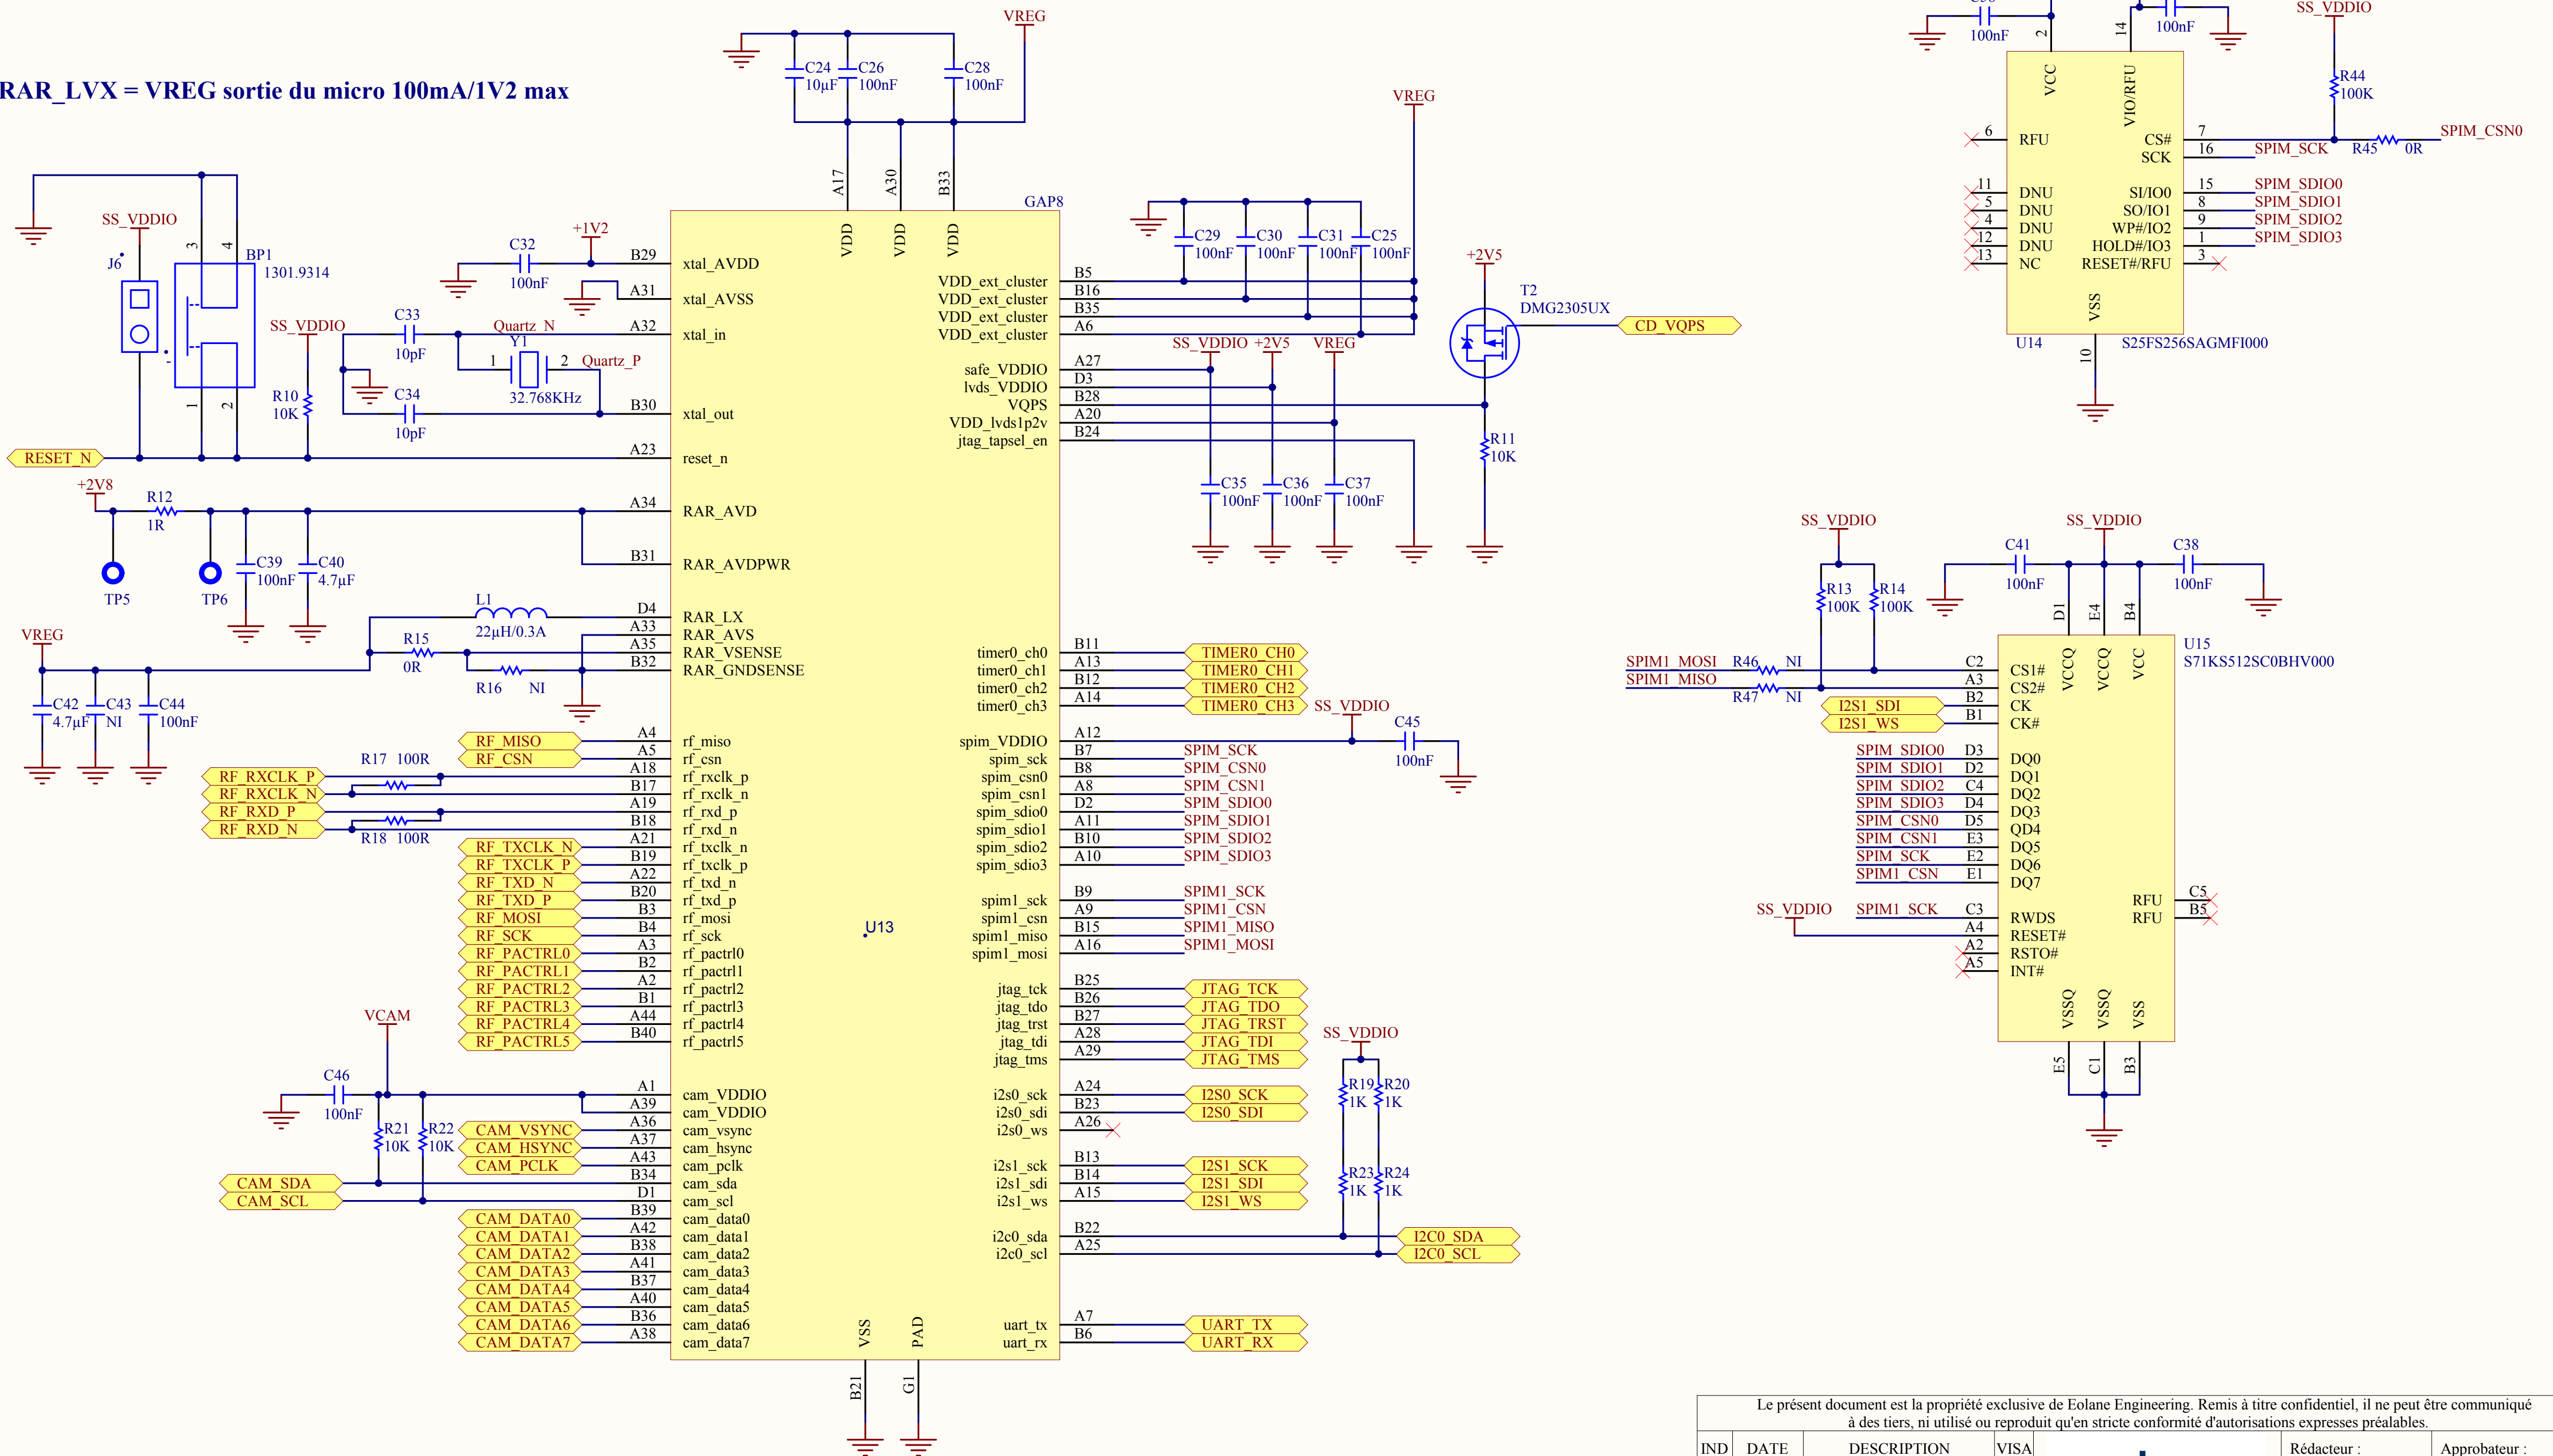 RAR_LVX = VREG sortie du micro 100mA/1V2 max
VREG
C24
10µF
C26
100nF
C28
100nF
A17
A30
B33
VDD
VDD
VDD
GAP8
U13
SS_VDDIO
J6
3
4
BP1
1301.9314
1
2
SS_VDDIO
R10
10K
RESET_N
+1V2
C32
100nF
C33
10pF
Quartz_N
Y1
1
2
Quartz_P
32.768KHz
C34
10pF
B29 xtal_AVDD
A31 xtal_AVSS
A32 xtal_in
B30 xtal_out
A23 reset_n
+2V8
R12
1R
TP5
TP6
C39
100nF
C40
4.7µF
A34 RAR_AVD
B31 RAR_AVDPWR
L1
22µH/0.3A
VREG
R15
0R
R16 NI
C42
4.7µF
C43
NI
C44
100nF
D4 RAR_LX
A33 RAR_AVS
A35 RAR_VSENSE
B32 RAR_GNDSENSE
RF_MISO A4 rf_miso
RF_CSN A5 rf_csn
R17 100R
RF_RXCLK_P A18 rf_rxclk_p
RF_RXCLK_N B17 rf_rxclk_n
RF_RXD_P A19 rf_rxd_p
RF_RXD_N B18 rf_rxd_n
R18 100R
RF_TXCLK_N A21 rf_txclk_n
RF_TXCLK_P B19 rf_txclk_p
RF_TXD_N A22 rf_txd_n
RF_TXD_P B20 rf_txd_p
RF_MOSI B3 rf_mosi
RF_SCK B4 rf_sck
RF_PACTRL0 A3 rf_pactrl0
RF_PACTRL1 B2 rf_pactrl1
RF_PACTRL2 A2 rf_pactrl2
RF_PACTRL3 B1 rf_pactrl3
RF_PACTRL4 A44 rf_pactrl4
RF_PACTRL5 B40 rf_pactrl5
VCAM
C46
100nF
R21
10K
R22
10K
A1 cam_VDDIO
A39 cam_VDDIO
CAM_VSYNC A36 cam_vsync
CAM_HSYNC A37 cam_hsync
CAM_PCLK A43 cam_pclk
CAM_SDA B34 cam_sda
CAM_SCL D1 cam_scl
CAM_DATA0 B39 cam_data0
CAM_DATA1 A42 cam_data1
CAM_DATA2 B38 cam_data2
CAM_DATA3 A41 cam_data3
CAM_DATA4 B37 cam_data4
CAM_DATA5 A40 cam_data5
CAM_DATA6 B36 cam_data6
CAM_DATA7 A38 cam_data7
VSS
PAD
B21
G1
VREG
C29
100nF
C30
100nF
C31
100nF
C25
100nF
VDD_ext_cluster B5
VDD_ext_cluster B16
VDD_ext_cluster B35
VDD_ext_cluster A6
SS_VDDIO +2V5 VREG
safe_VDDIO A27
lvds_VDDIO D3
VQPS B28
VDD_lvds1p2v A20
jtag_tapsel_en B24
+2V5
T2
DMG2305UX
CD_VQPS
R11
10K
C35
100nF
C36
100nF
C37
100nF
timer0_ch0 B11 TIMER0_CH0
timer0_ch1 A13 TIMER0_CH1
timer0_ch2 B12 TIMER0_CH2
timer0_ch3 A14 TIMER0_CH3
SS_VDDIO
C45
100nF
spim_VDDIO A12
spim_sck B7 SPIM_SCK
spim_csn0 B8 SPIM_CSN0
spim_csn1 A8 SPIM_CSN1
spim_sdio0 D2 SPIM_SDIO0
spim_sdio1 A11 SPIM_SDIO1
spim_sdio2 B10 SPIM_SDIO2
spim_sdio3 A10 SPIM_SDIO3
spim1_sck B9 SPIM1_SCK
spim1_csn A9 SPIM1_CSN
spim1_miso B15 SPIM1_MISO
spim1_mosi A16 SPIM1_MOSI
jtag_tck B25 JTAG_TCK
jtag_tdo B26 JTAG_TDO
jtag_trst B27 JTAG_TRST
jtag_tdi A28 JTAG_TDI
jtag_tms A29 JTAG_TMS
SS_VDDIO
R19
1K
R20
1K
R23
1K
R24
1K
i2s0_sck A24 I2S0_SCK
i2s0_sdi B23 I2S0_SDI
i2s0_ws A26
i2s1_sck B13 I2S1_SCK
i2s1_sdi B14 I2S1_SDI
i2s1_ws A15 I2S1_WS
i2c0_sda B22 I2C0_SDA
i2c0_scl A25 I2C0_SCL
uart_tx A7 UART_TX
uart_rx B6 UART_RX
100nF
2
14
100nF
SS_VDDIO
R44
100K
VCC
VIO/RFU
6 RFU
CS# 7
R45 0R
SPIM_CSN0
SCK 16 SPIM_SCK
11 DNU
SI/IO0 15 SPIM_SDIO0
5 DNU
SO/IO1 8 SPIM_SDIO1
4 DNU
WP#/IO2 9 SPIM_SDIO2
12 DNU
HOLD#/IO3 1 SPIM_SDIO3
13 NC
RESET#/RFU 3
VSS
10
U14
S25FS256SAGMFI000
SS_VDDIO
R13
100K
R14
100K
SS_VDDIO
C41
100nF
C38
100nF
D1
E4
B4
VCCQ
VCCQ
VCC
U15
S71KS512SC0BHV000
SPIM1_MOSI R46 NI C2 CS1#
SPIM1_MISO R47 NI A3 CS2#
I2S1_SDI B2 CK
I2S1_WS B1 CK#
SPIM_SDIO0 D3 DQ0
SPIM_SDIO1 D2 DQ1
SPIM_SDIO2 C4 DQ2
SPIM_SDIO3 D4 DQ3
SPIM_CSN0 D5 QD4
SPIM_CSN1 E3 DQ5
SPIM_SCK E2 DQ6
SPIM1_CSN E1 DQ7
RFU C5
RFU B5
SS_VDDIO
SPIM1_SCK C3 RWDS
A4 RESET#
A2 RSTO#
A5 INT#
VSSQ
VSSQ
VSS
E5
C1
B3
Le présent document est la propriété exclusive de Eolane Engineering. Remis à titre confidentiel, il ne peut être communiqué
à des tiers, ni utilisé ou reproduit qu'en stricte conformité d'autorisations expresses préalables.
IND DATE DESCRIPTION VISA Rédacteur : Approbateur :